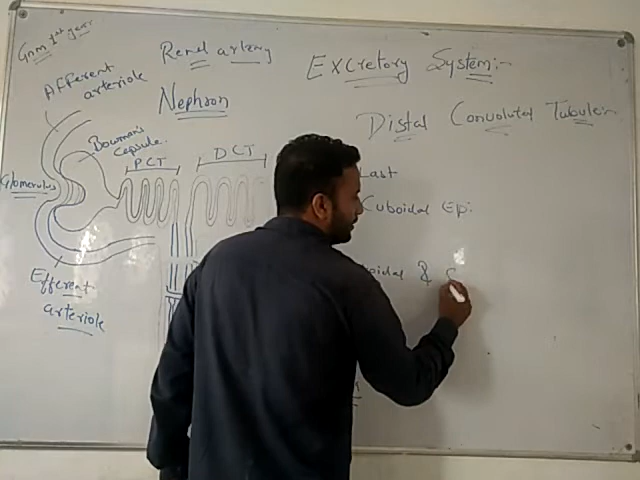 Gnm 1st year
Renal artery
Excretory System:-
Afferent
arteriole
Nephron
Distal Convoluted Tubule:-
Bowman's
capsule
PCT
DCT
Last
Glomerulus
Cuboidal Epi:
oidal & S
Efferent
arteriole